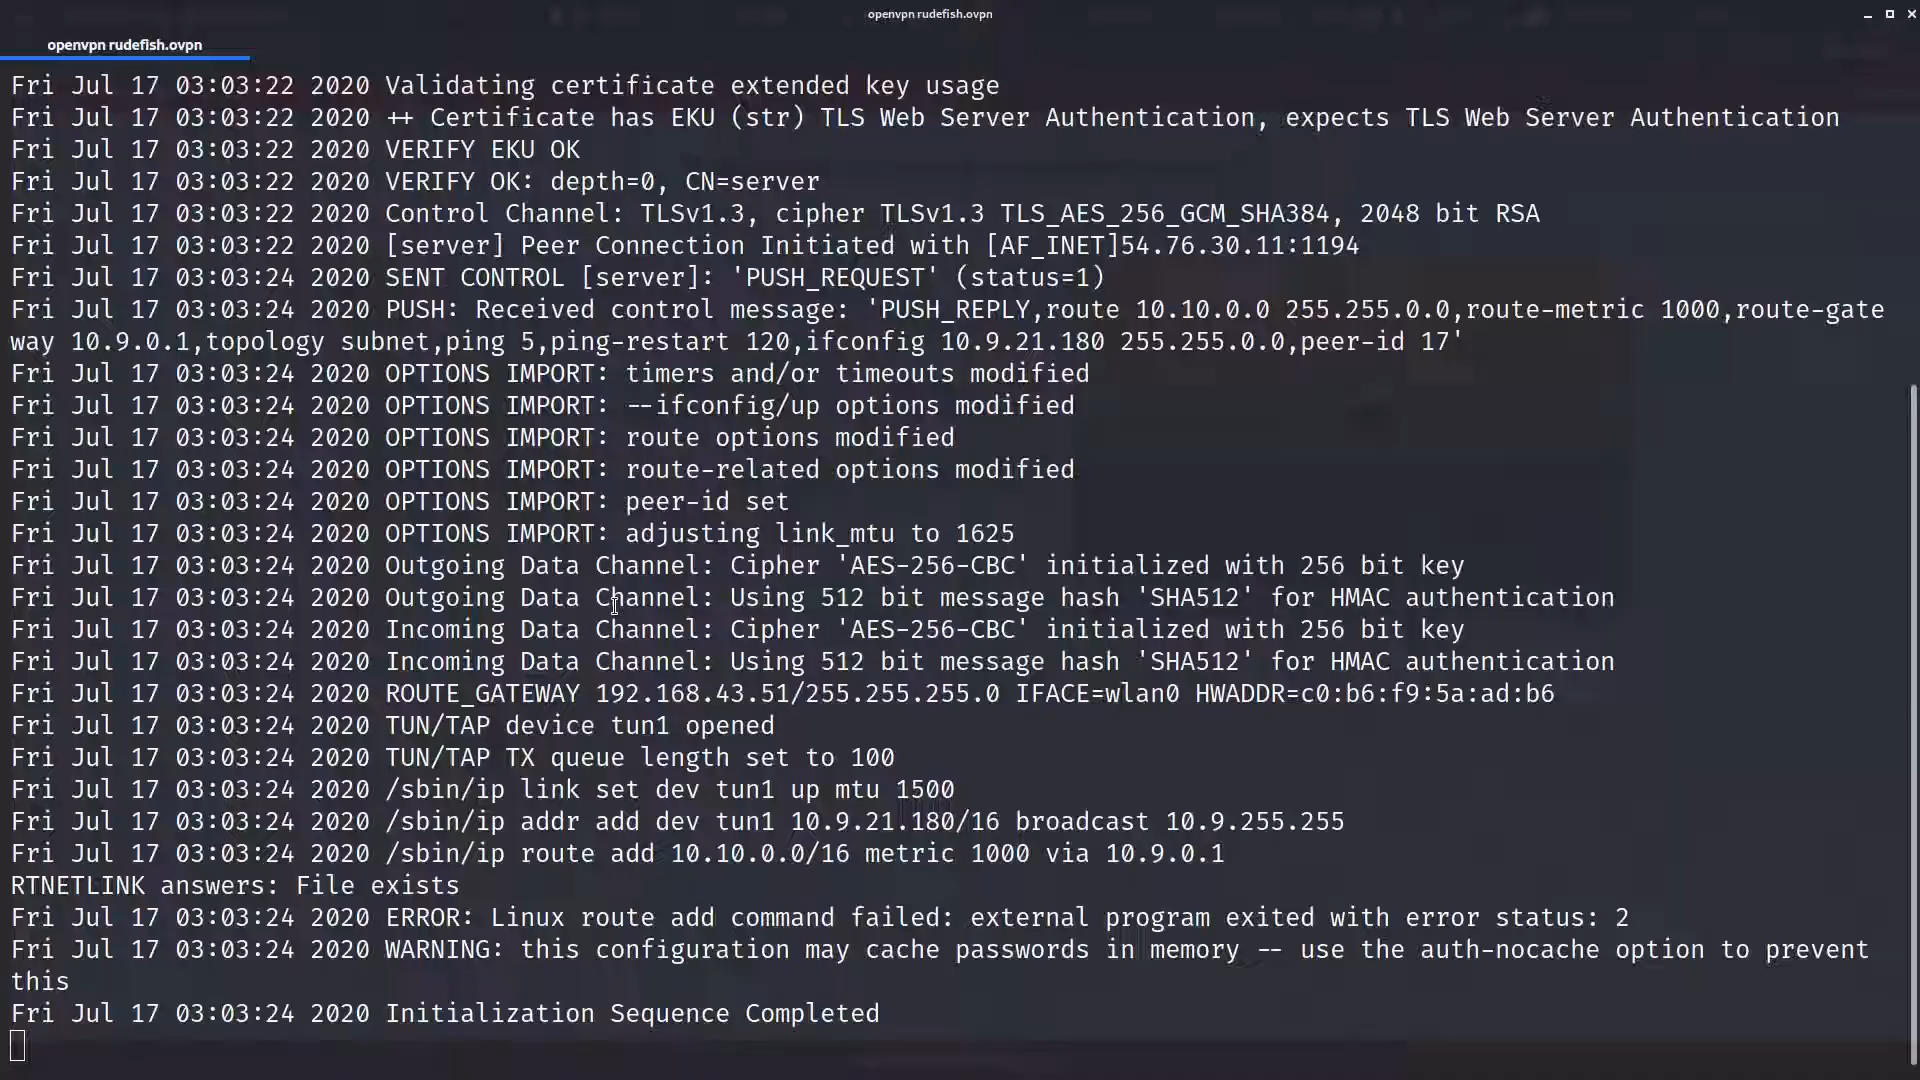 openvpn rudefish.ovpn
openvpn rudefish.ovpn
Fri Jul 17 03:03:22 2020 Validating certificate extended key usage
Fri Jul 17 03:03:22 2020 ++ Certificate has EKU (str) TLS Web Server Authentication, expects TLS Web Server Authentication
Fri Jul 17 03:03:22 2020 VERIFY EKU OK
Fri Jul 17 03:03:22 2020 VERIFY OK: depth=0, CN=server
Fri Jul 17 03:03:22 2020 Control Channel: TLSv1.3, cipher TLSv1.3 TLS_AES_256_GCM_SHA384, 2048 bit RSA
Fri Jul 17 03:03:22 2020 [server] Peer Connection Initiated with [AF_INET]54.76.30.11:1194
Fri Jul 17 03:03:24 2020 SENT CONTROL [server]: 'PUSH_REQUEST' (status=1)
Fri Jul 17 03:03:24 2020 PUSH: Received control message: 'PUSH_REPLY,route 10.10.0.0 255.255.0.0,route-metric 1000,route-gate
way 10.9.0.1,topology subnet,ping 5,ping-restart 120,ifconfig 10.9.21.180 255.255.0.0,peer-id 17'
Fri Jul 17 03:03:24 2020 OPTIONS IMPORT: timers and/or timeouts modified
Fri Jul 17 03:03:24 2020 OPTIONS IMPORT: --ifconfig/up options modified
Fri Jul 17 03:03:24 2020 OPTIONS IMPORT: route options modified
Fri Jul 17 03:03:24 2020 OPTIONS IMPORT: route-related options modified
Fri Jul 17 03:03:24 2020 OPTIONS IMPORT: peer-id set
Fri Jul 17 03:03:24 2020 OPTIONS IMPORT: adjusting link_mtu to 1625
Fri Jul 17 03:03:24 2020 Outgoing Data Channel: Cipher 'AES-256-CBC' initialized with 256 bit key
Fri Jul 17 03:03:24 2020 Outgoing Data Channel: Using 512 bit message hash 'SHA512' for HMAC authentication
Fri Jul 17 03:03:24 2020 Incoming Data Channel: Cipher 'AES-256-CBC' initialized with 256 bit key
Fri Jul 17 03:03:24 2020 Incoming Data Channel: Using 512 bit message hash 'SHA512' for HMAC authentication
Fri Jul 17 03:03:24 2020 ROUTE_GATEWAY 192.168.43.51/255.255.255.0 IFACE=wlan0 HWADDR=c0:b6:f9:5a:ad:b6
Fri Jul 17 03:03:24 2020 TUN/TAP device tun1 opened
Fri Jul 17 03:03:24 2020 TUN/TAP TX queue length set to 100
Fri Jul 17 03:03:24 2020 /sbin/ip link set dev tun1 up mtu 1500
Fri Jul 17 03:03:24 2020 /sbin/ip addr add dev tun1 10.9.21.180/16 broadcast 10.9.255.255
Fri Jul 17 03:03:24 2020 /sbin/ip route add 10.10.0.0/16 metric 1000 via 10.9.0.1
RTNETLINK answers: File exists
Fri Jul 17 03:03:24 2020 ERROR: Linux route add command failed: external program exited with error status: 2
Fri Jul 17 03:03:24 2020 WARNING: this configuration may cache passwords in memory -- use the auth-nocache option to prevent
this
Fri Jul 17 03:03:24 2020 Initialization Sequence Completed